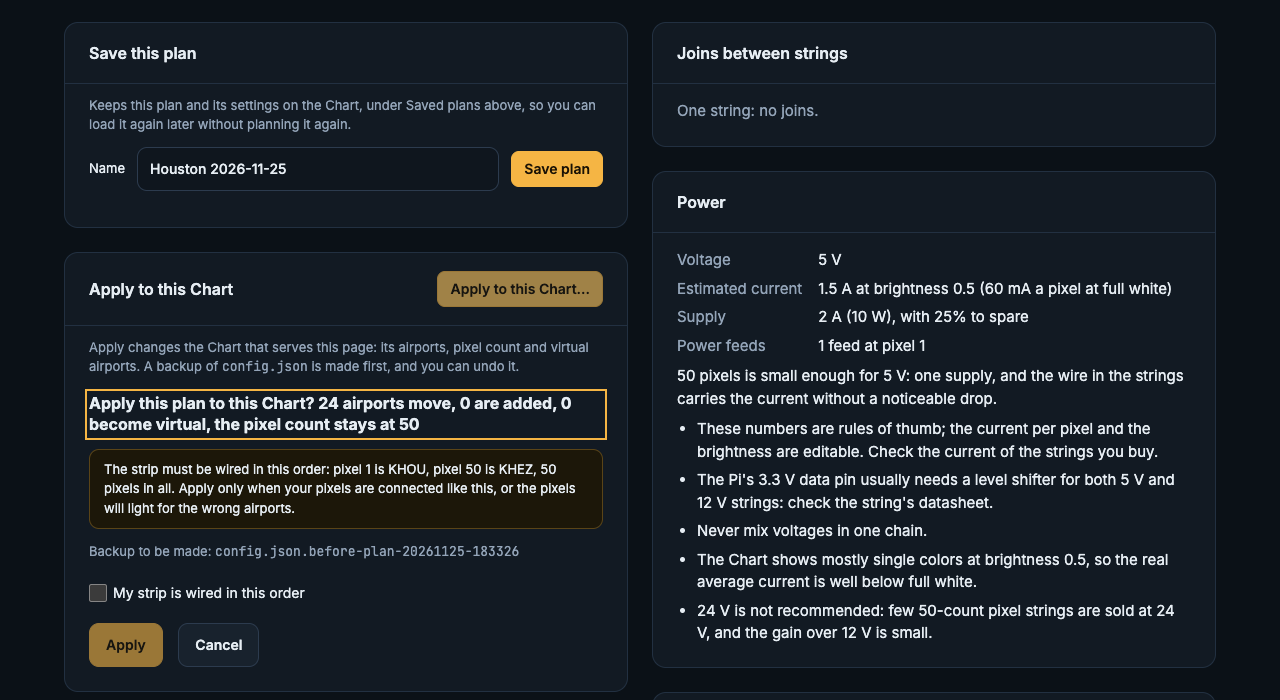 Save this plan
Keeps this plan and its settings on the Chart, under Saved plans above, so you can
load it again later without planning it again.
Name
Houston 2026-11-25
Save plan
Apply to this Chart
Apply to this Chart...
Apply changes the Chart that serves this page: its airports, pixel count and virtual
airports. A backup of config.json is made first, and you can undo it.
Apply this plan to this Chart? 24 airports move, 0 are added, 0
become virtual, the pixel count stays at 50
The strip must be wired in this order: pixel 1 is KHOU, pixel 50 is KHEZ, 50
pixels in all. Apply only when your pixels are connected like this, or the pixels
will light for the wrong airports.
Backup to be made: config.json.before-plan-20261125-183326
My strip is wired in this order
Apply
Cancel
Joins between strings
One string: no joins.
Power
Voltage 5 V
Estimated current 1.5 A at brightness 0.5 (60 mA a pixel at full white)
Supply 2 A (10 W), with 25% to spare
Power feeds 1 feed at pixel 1
50 pixels is small enough for 5 V: one supply, and the wire in the strings
carries the current without a noticeable drop.
• These numbers are rules of thumb; the current per pixel and the
brightness are editable. Check the current of the strings you buy.
• The Pi's 3.3 V data pin usually needs a level shifter for both 5 V and
12 V strings: check the string's datasheet.
• Never mix voltages in one chain.
• The Chart shows mostly single colors at brightness 0.5, so the real
average current is well below full white.
• 24 V is not recommended: few 50-count pixel strings are sold at 24
V, and the gain over 12 V is small.